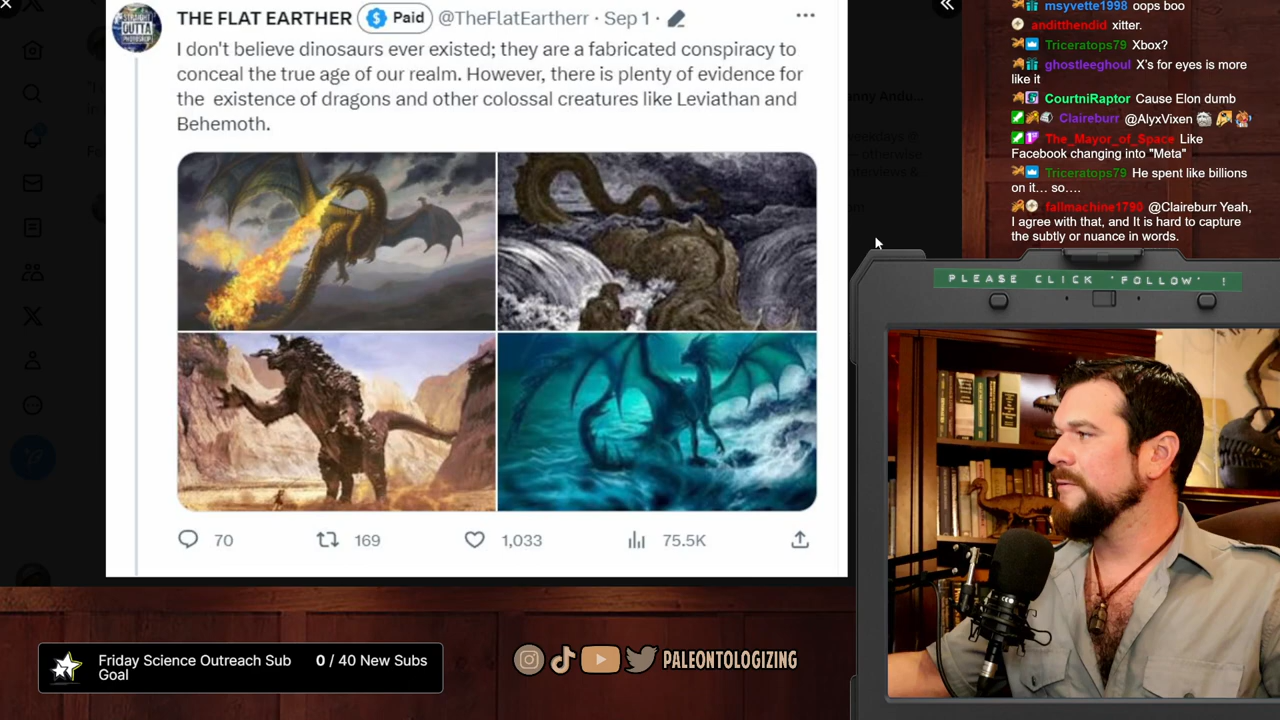 THE FLAT EARTHER Paid @TheFlatEartherr · Sep 1 ·
I don't believe dinosaurs ever existed; they are a fabricated conspiracy to
conceal the true age of our realm. However, there is plenty of evidence for
the existence of dragons and other colossal creatures like Leviathan and
Behemoth.
70 169 1,033 75.5K
msyvette1998 oops boo
anditthendid xitter.
Triceratops79 Xbox?
ghostleeghoul X's for eyes is more
like it
CourtniRaptor Cause Elon dumb
Claireburr @AlyxVixen
The_Mayor_of_Space Like
Facebook changing into "Meta"
Triceratops79 He spent like billions
on it… so….
fallmachine1790 @Claireburr Yeah,
I agree with that, and It is hard to capture
the subtly or nuance in words.
PLEASE CLICK 'FOLLOW' !
Friday Science Outreach Sub
Goal
0 / 40 New Subs
PALEONTOLOGIZING